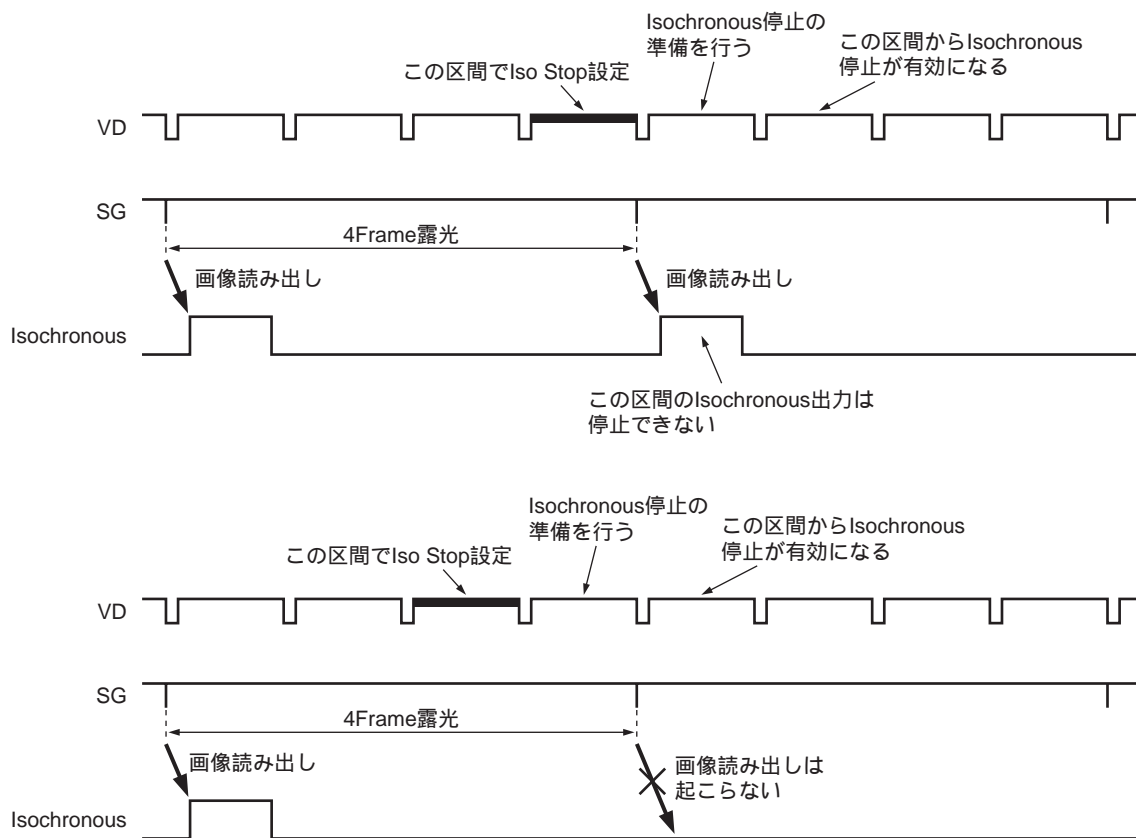 Isochronous停止の
準備を行う
この区間からIsochronous
停止が有効になる
この区間でIso Stop設定
VD
SG
4Frame露光
画像読み出し
画像読み出し
Isochronous
この区間のIsochronous出力は
停止できない
Isochronous停止の
準備を行う
この区間からIsochronous
停止が有効になる
この区間でIso Stop設定
VD
SG
4Frame露光
画像読み出し
画像読み出しは
起こらない
Isochronous